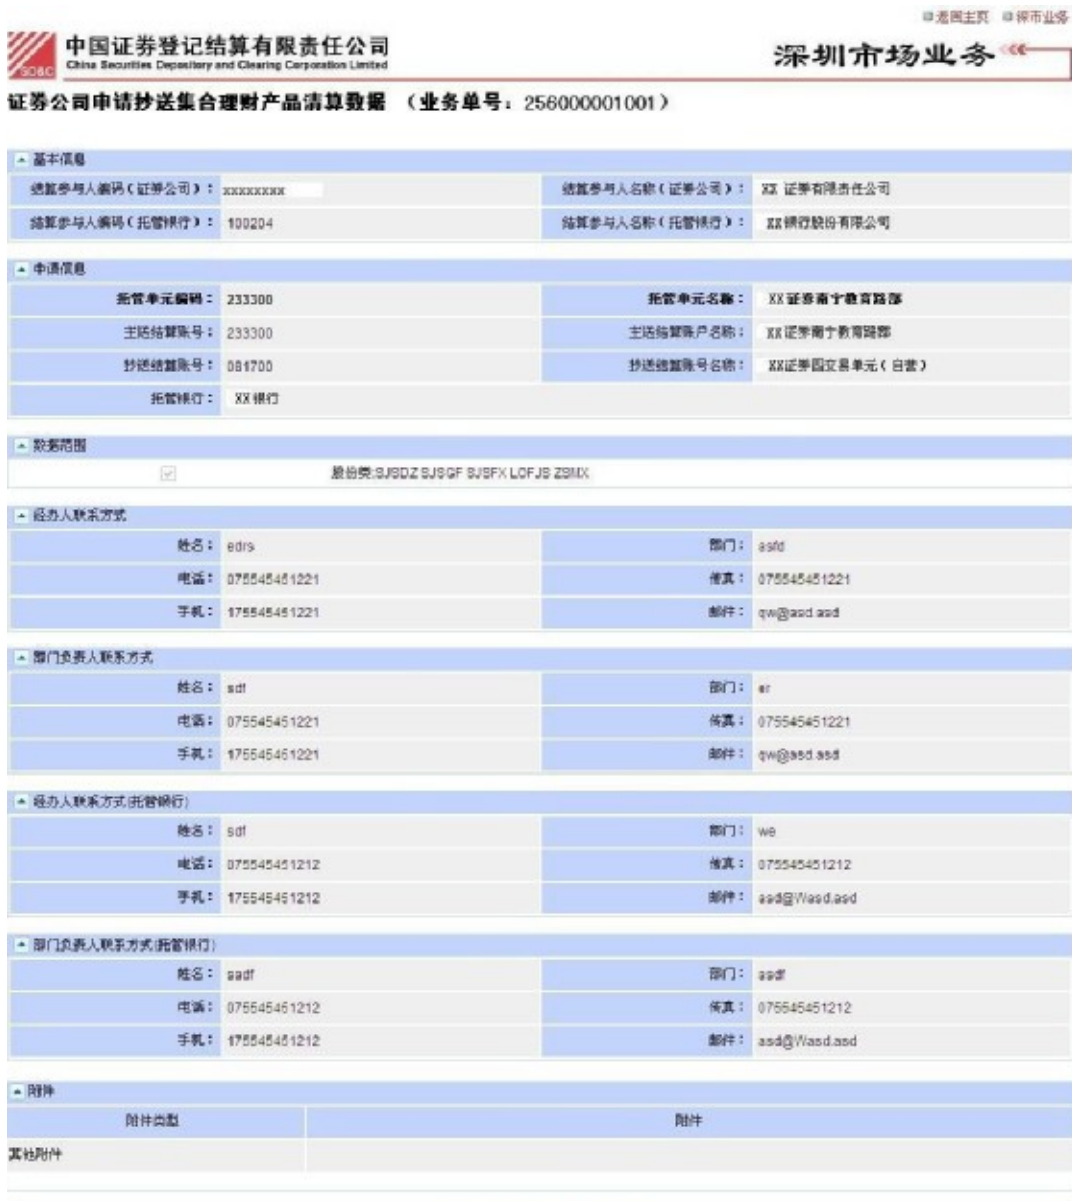 返回主页 深市业务
中国证券登记结算有限责任公司
China Securities Depository and Clearing Corporation Limited
SD&C
深圳市场业务
证券公司申请抄送集合理财产品清算数据 （业务单号：256000001001）
基本信息
结算参与人编码（证券公司）： xxxxxxxx 结算参与人名称（证券公司）： XX 证券有限责任公司
结算参与人编码（托管银行）： 100204 结算参与人名称（托管银行）： XX银行股份有限公司
申请信息
托管单元编码： 233300 托管单元名称： XX证券南宁教育路部
主送结算账号： 233300 主送结算账户名称： XX证券南宁教育路部
抄送结算账号： 081700 抄送结算账号名称： XX证券四交易单元（自营）
托管银行： XX银行
数据范围
股份类:SJSDZ SJSGF SJSFX LOFJS ZSMX
经办人联系方式
姓名： edrs 部门： asfd
电话： 075545451221 传真： 075545451221
手机： 175545451221 邮件： qw@asd.asd
部门负责人联系方式
姓名： sdf 部门： er
电话： 075545451221 传真： 075545451221
手机： 175545451221 邮件： qw@asd.asd
经办人联系方式(托管银行)
姓名： sdf 部门： we
电话： 075545451212 传真： 075545451212
手机： 175545451212 邮件： asd@Wasd.asd
部门负责人联系方式(托管银行)
姓名： sadf 部门： asdf
电话： 075545451212 传真： 075545451212
手机： 175545451212 邮件： asd@Wasd.asd
附件
附件类型 附件
其他附件